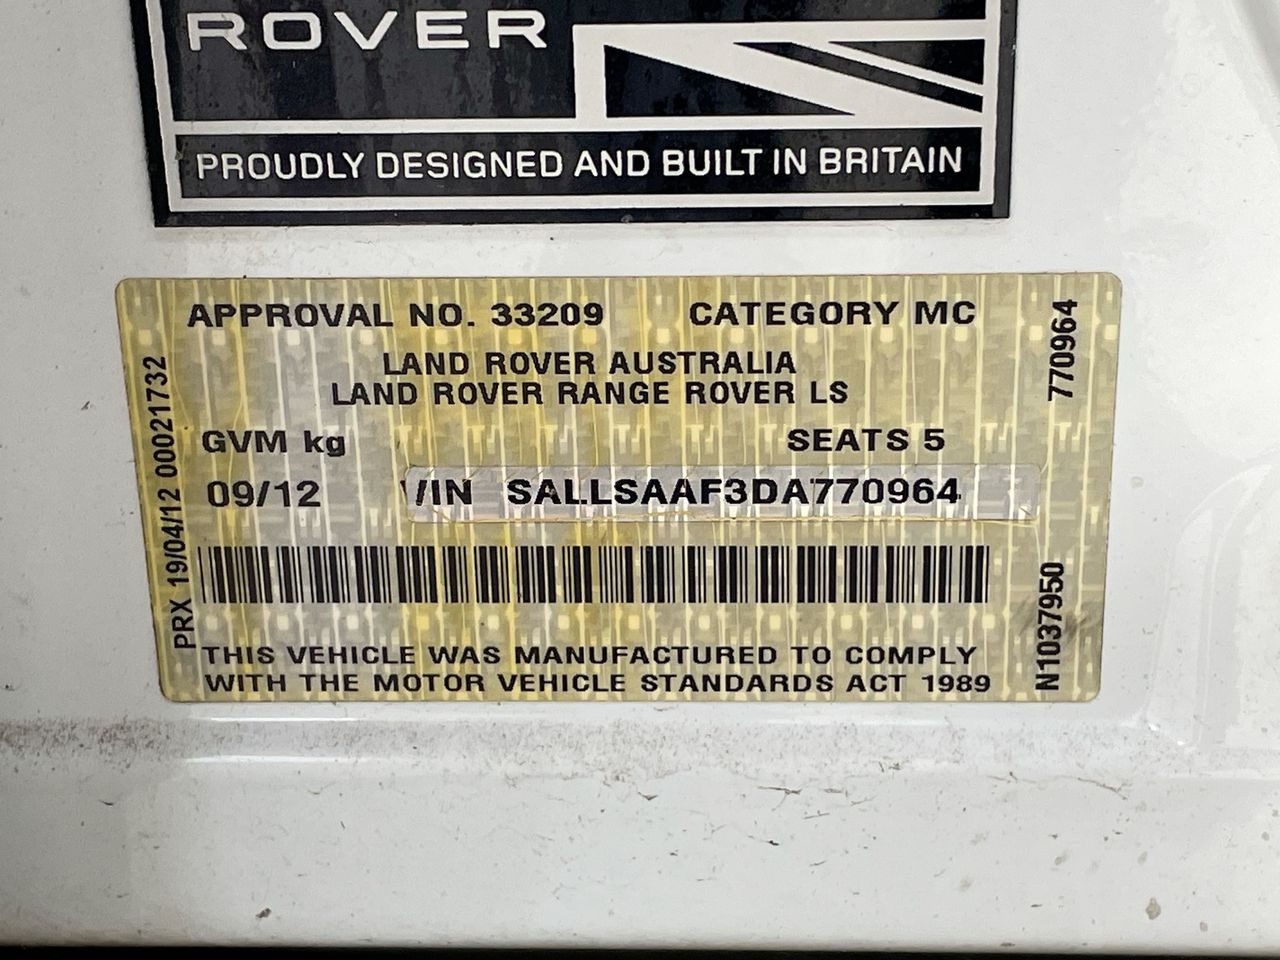 ROVER
PROUDLY DESIGNED AND BUILT IN BRITAIN
APPROVAL NO. 33209 CATEGORY MC
LAND ROVER AUSTRALIA
LAND ROVER RANGE ROVER LS
GVM kg SEATS 5
09/12 VIN SALLSAAF3DA770964
THIS VEHICLE WAS MANUFACTURED TO COMPLY
WITH THE MOTOR VEHICLE STANDARDS ACT 1989
PRX 19/04/12 00021732
770964
N1037950